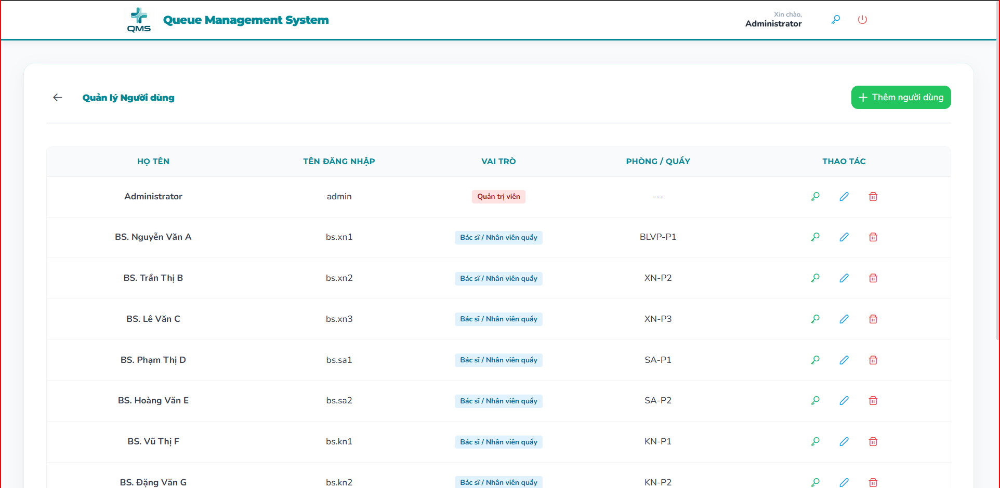 QMS
Queue Management System
Xin chào,
Administrator
Quản lý Người dùng
Thêm người dùng
HỌ TÊN TÊN ĐĂNG NHẬP VAI TRÒ PHÒNG / QUẦY THAO TÁC
Administrator admin Quản trị viên ---
BS. Nguyễn Văn A bs.xn1 Bác sĩ / Nhân viên quầy BLVP-P1
BS. Trần Thị B bs.xn2 Bác sĩ / Nhân viên quầy XN-P2
BS. Lê Văn C bs.xn3 Bác sĩ / Nhân viên quầy XN-P3
BS. Phạm Thị D bs.sa1 Bác sĩ / Nhân viên quầy SA-P1
BS. Hoàng Văn E bs.sa2 Bác sĩ / Nhân viên quầy SA-P2
BS. Vũ Thị F bs.kn1 Bác sĩ / Nhân viên quầy KN-P1
BS. Đặng Văn G bs.kn2 Bác sĩ / Nhân viên quầy KN-P2